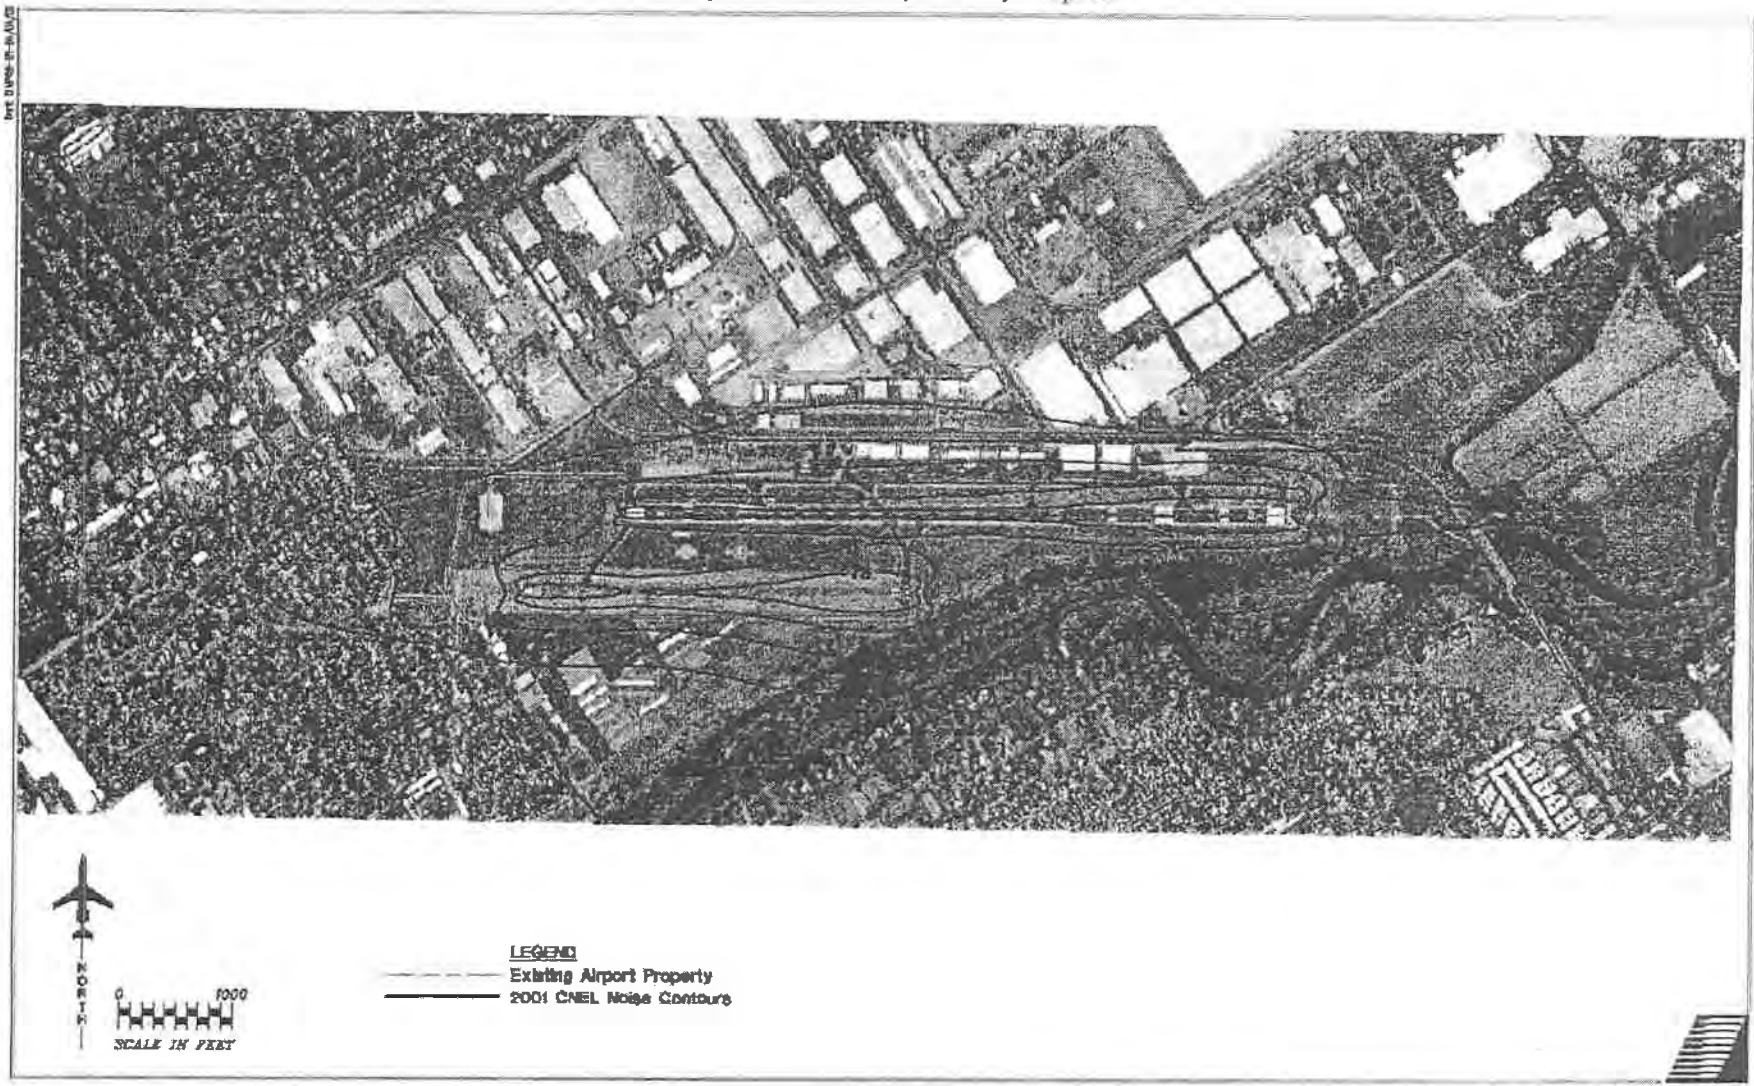 NORTH
0 1000
SCALE IN FEET
LEGEND
Existing Airport Property
2001 CNEL Noise Contours